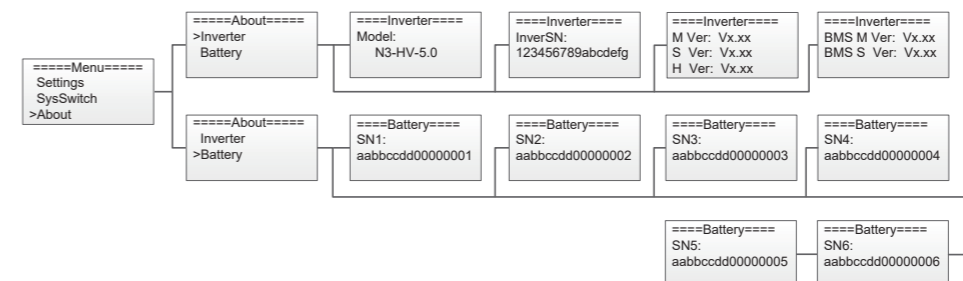 =====Menu=====
Settings
SysSwitch
>About
=====About=====
>Inverter
Battery
====Inverter====
Model:
N3-HV-5.0
====Inverter====
InverSN:
123456789abcdefg
====Inverter====
M Ver: Vx.xx
S Ver: Vx.xx
H Ver: Vx.xx
====Inverter====
BMS M Ver: Vx.xx
BMS S Ver: Vx.xx
=====About=====
Inverter
>Battery
====Battery====
SN1:
aabbccdd00000001
====Battery====
SN2:
aabbccdd00000002
====Battery====
SN3:
aabbccdd00000003
====Battery====
SN4:
aabbccdd00000004
====Battery====
SN5:
aabbccdd00000005
====Battery====
SN6:
aabbccdd00000006